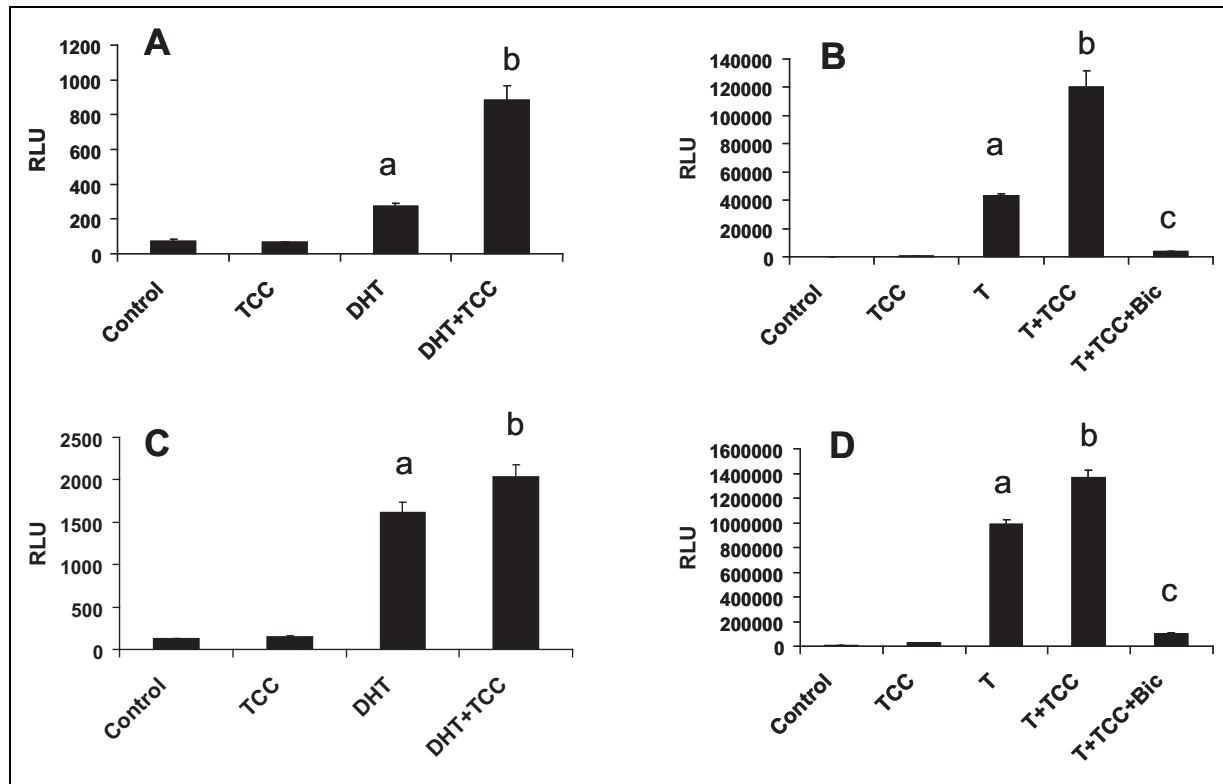 A
1200
1000
800
600
400
200
0
RLU
a
b
Control
TCC
DHT
DHT+TCC
B
140000
120000
100000
80000
60000
40000
20000
0
RLU
a
b
c
Control
TCC
T
T+TCC
T+TCC+Bic
C
2500
2000
1500
1000
500
0
RLU
a
b
Control
TCC
DHT
DHT+TCC
D
1600000
1400000
1200000
1000000
800000
600000
400000
200000
0
RLU
a
b
c
Control
TCC
T
T+TCC
T+TCC+Bic